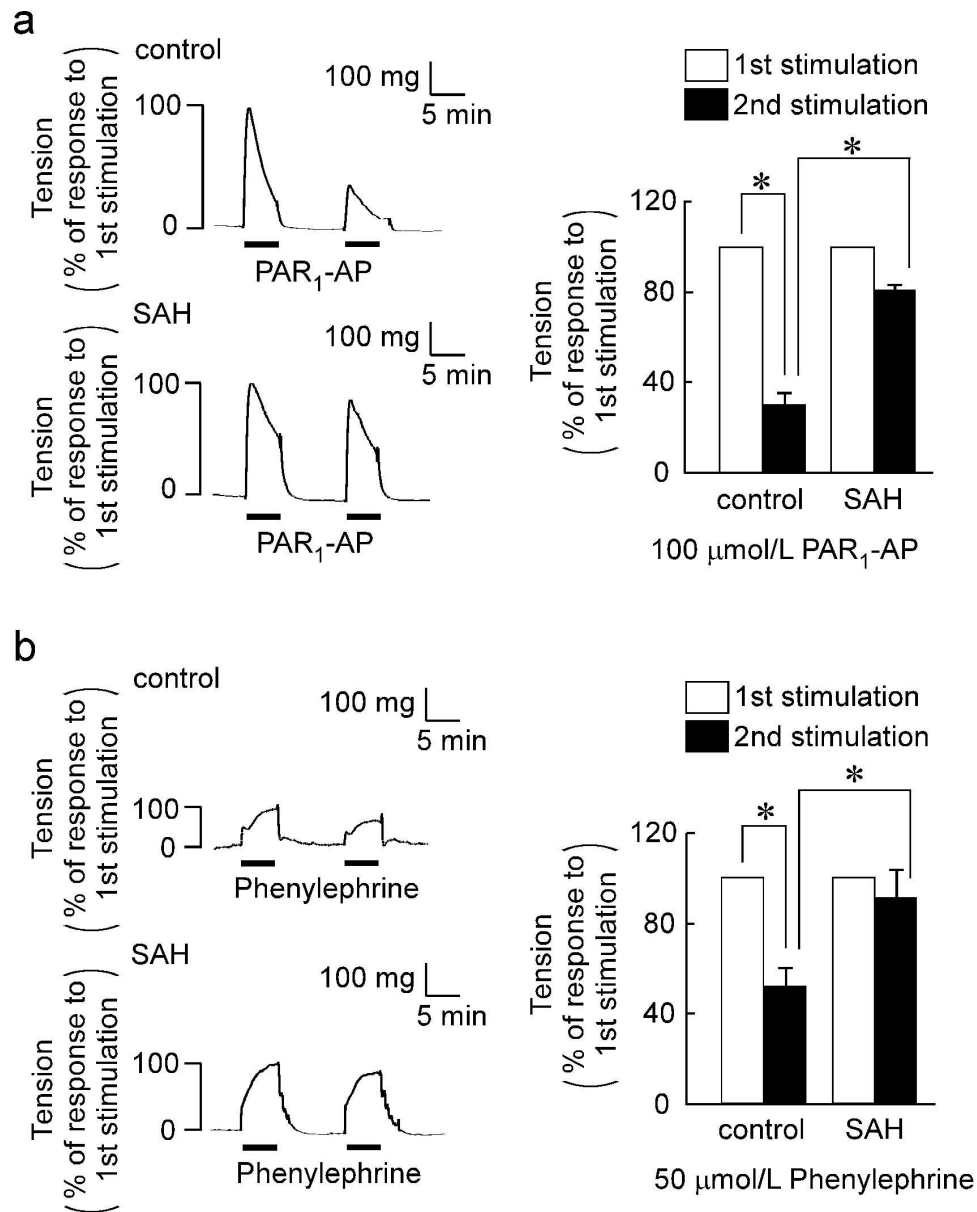 a
control
100 mg
5 min
Tension
% of response to
1st stimulation
100
0
PAR1-AP
SAH
100 mg
5 min
Tension
% of response to
1st stimulation
100
0
PAR1-AP
1st stimulation
2nd stimulation
*
*
Tension
% of response to
1st stimulation
120
80
40
0
control SAH
100 μmol/L PAR1-AP
b
control
100 mg
5 min
Tension
% of response to
1st stimulation
100
0
Phenylephrine
SAH
100 mg
5 min
Tension
% of response to
1st stimulation
100
0
Phenylephrine
1st stimulation
2nd stimulation
*
*
Tension
% of response to
1st stimulation
120
80
40
0
control SAH
50 μmol/L Phenylephrine